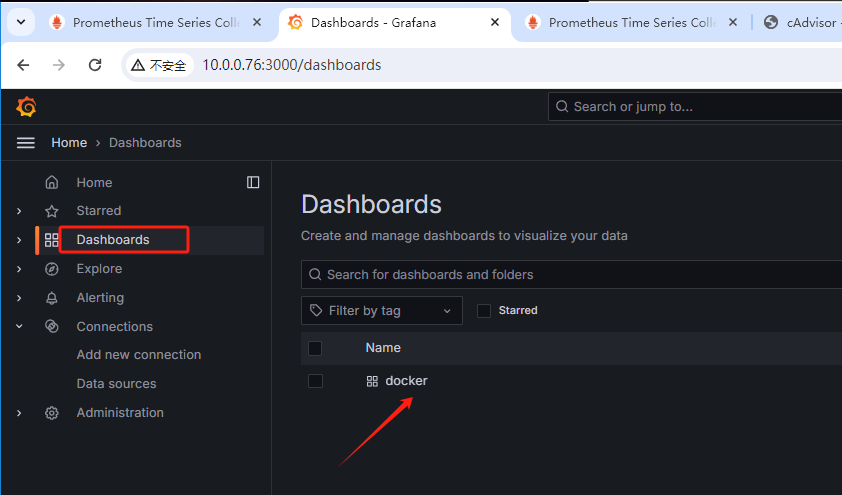 Prometheus Time Series Colle
Dashboards - Grafana
Prometheus Time Series Colle
cAdvisor -
不安全
10.0.0.76:3000/dashboards
Search or jump to...
Home › Dashboards
Home
Starred
Dashboards
Explore
Alerting
Connections
Add new connection
Data sources
Administration
Dashboards
Create and manage dashboards to visualize your data
Search for dashboards and folders
Filter by tag
Starred
Name
docker